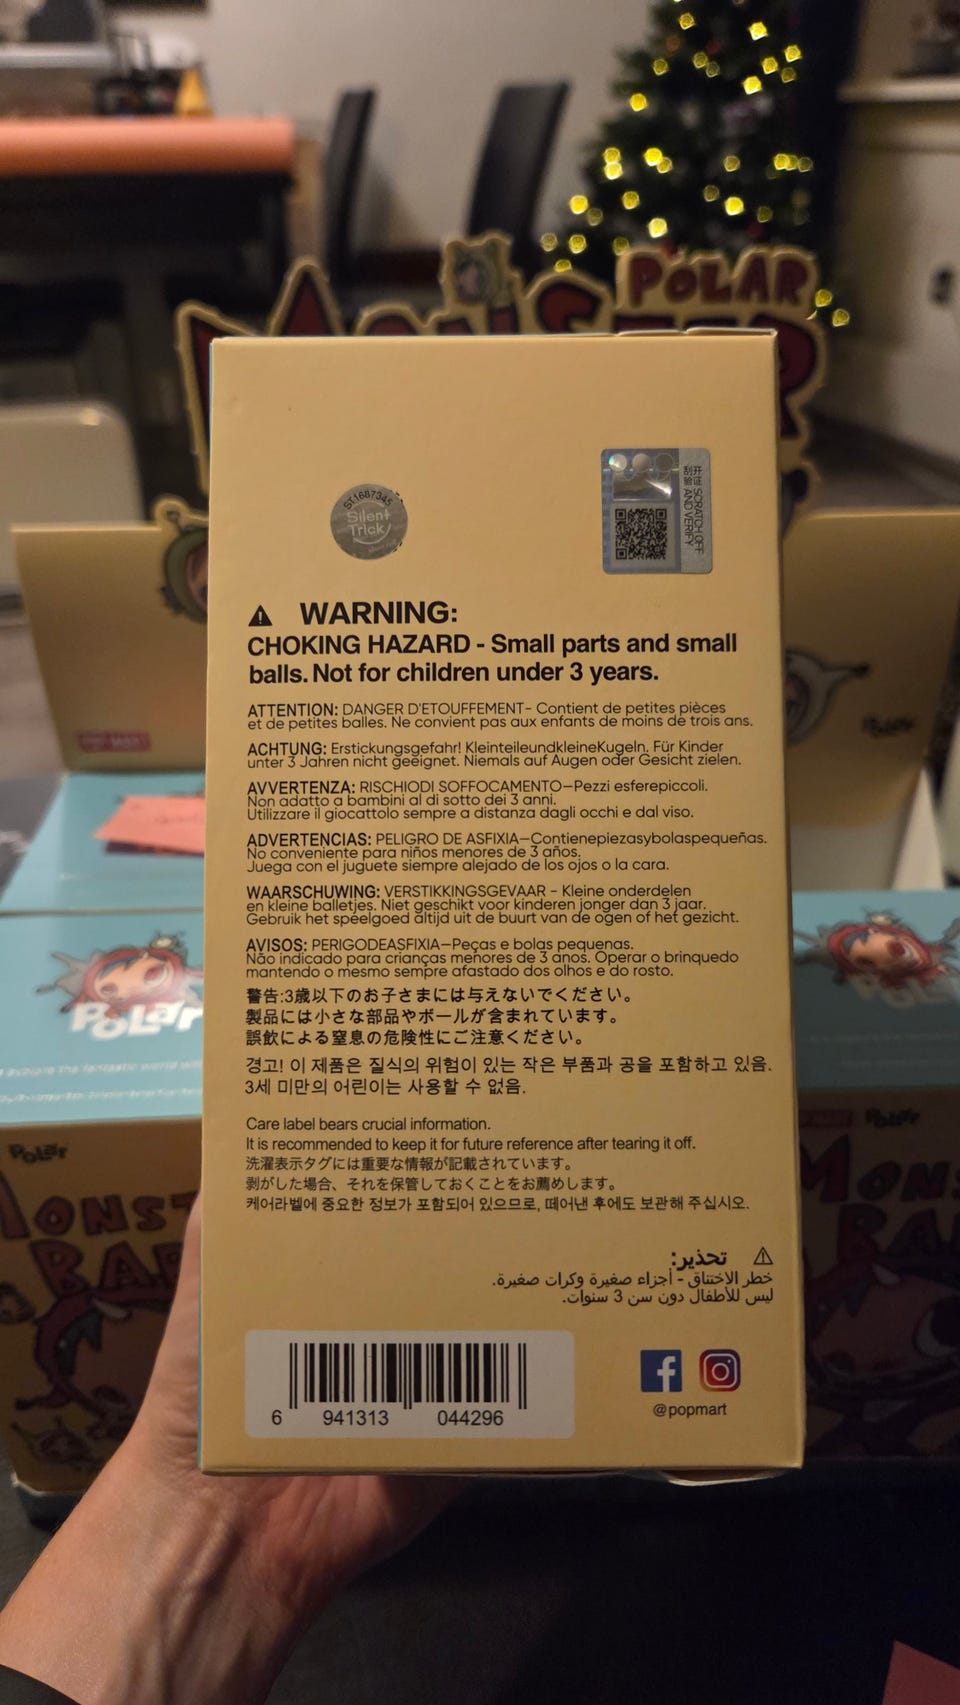 POLAR
MONSTER
ST1687345
Silent
Trick
刮开
验证 SCRATCH OFF
AND VERIFY
WARNING:
CHOKING HAZARD - Small parts and small
balls. Not for children under 3 years.
ATTENTION: DANGER D'ETOUFFEMENT- Contient de petites pièces
et de petites balles. Ne convient pas aux enfants de moins de trois ans.
ACHTUNG: Erstickungsgefahr! KleinteileundkleineKugeln. Für Kinder
unter 3 Jahren nicht geeignet. Niemals auf Augen oder Gesicht zielen.
AVVERTENZA: RISCHIODI SOFFOCAMENTO—Pezzi esferepiccoli.
Non adatto a bambini al di sotto dei 3 anni.
Utilizzare il giocattolo sempre a distanza dagli occhi e dal viso.
ADVERTENCIAS: PELIGRO DE ASFIXIA—Contienepiezasybolaspequeñas.
No conveniente para niños menores de 3 años.
Juega con el juguete siempre alejado de los ojos o la cara.
WAARSCHUWING: VERSTIKKINGSGEVAAR - Kleine onderdelen
en kleine balletjes. Niet geschikt voor kinderen jonger dan 3 jaar.
Gebruik het speelgoed altijd uit de buurt van de ogen of het gezicht.
AVISOS: PERIGODEASFIXIA—Peças e bolas pequenas.
Não indicado para crianças menores de 3 anos. Operar o brinquedo
mantendo o mesmo sempre afastado dos olhos e do rosto.
警告:3歳以下のお子さまには与えないでください。
製品には小さな部品やボールが含まれています。
誤飲による窒息の危険性にご注意ください。
경고! 이 제품은 질식의 위험이 있는 작은 부품과 공을 포함하고 있음.
3세 미만의 어린이는 사용할 수 없음.
Care label bears crucial information.
It is recommended to keep it for future reference after tearing it off.
洗濯表示タグには重要な情報が記載されています。
剥がした場合、それを保管しておくことをお薦めします。
케어라벨에 중요한 정보가 포함되어 있으므로, 떼어낸 후에도 보관해 주십시오.
تحذير:
خطر الاختناق - أجزاء صغيرة وكرات صغيرة.
ليس للأطفال دون سن 3 سنوات.
6 941313 044296
@popmart
POP MART
POLAR
POLAR
POLAR
MONST
BAB
POLAR
MONS
BA